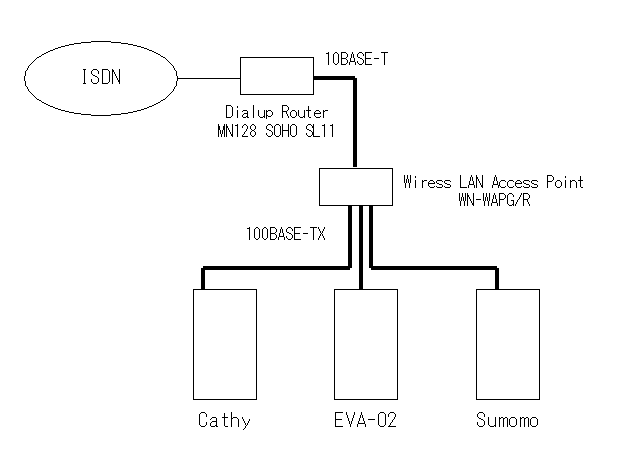 10BASE-T
ISDN
Dialup Router
MN128 SOHO SL11
Wiress LAN Access Point
WN-WAPG/R
100BASE-TX
Cathy
EVA-02
Sumomo